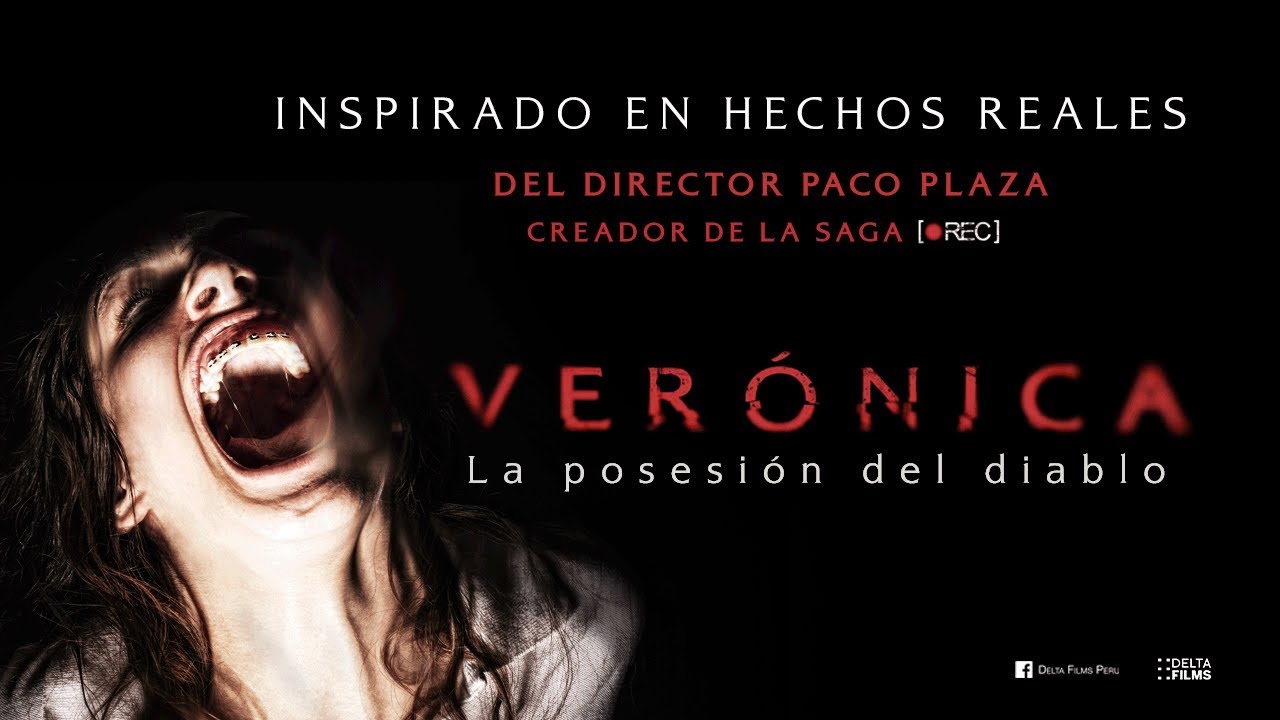 INSPIRADO EN HECHOS REALES
DEL DIRECTOR PACO PLAZA
CREADOR DE LA SAGA [●REC]
VERÓNICA
La posesión del diablo
f DELTA FILMS PERU
DELTA
FILMS